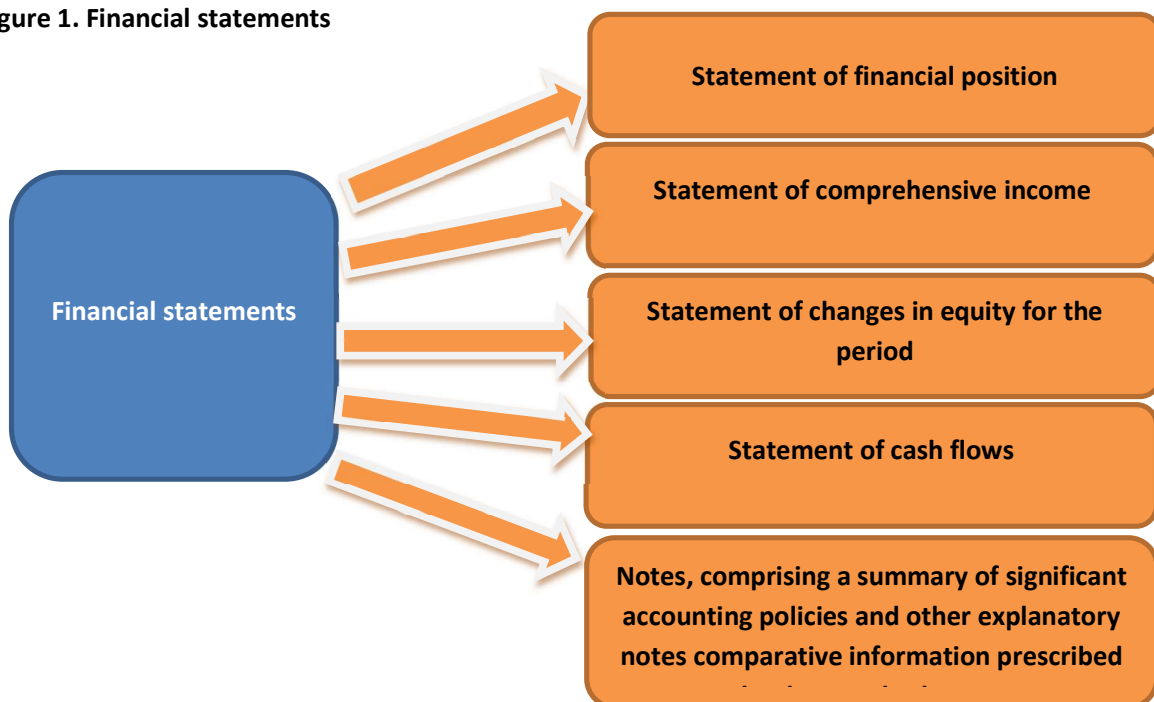 gure 1. Financial statements
Statement of financial position
Statement of comprehensive income
Financial statements
Statement of changes in equity for the
period
Statement of cash flows
Notes, comprising a summary of significant
accounting policies and other explanatory
notes comparative information prescribed